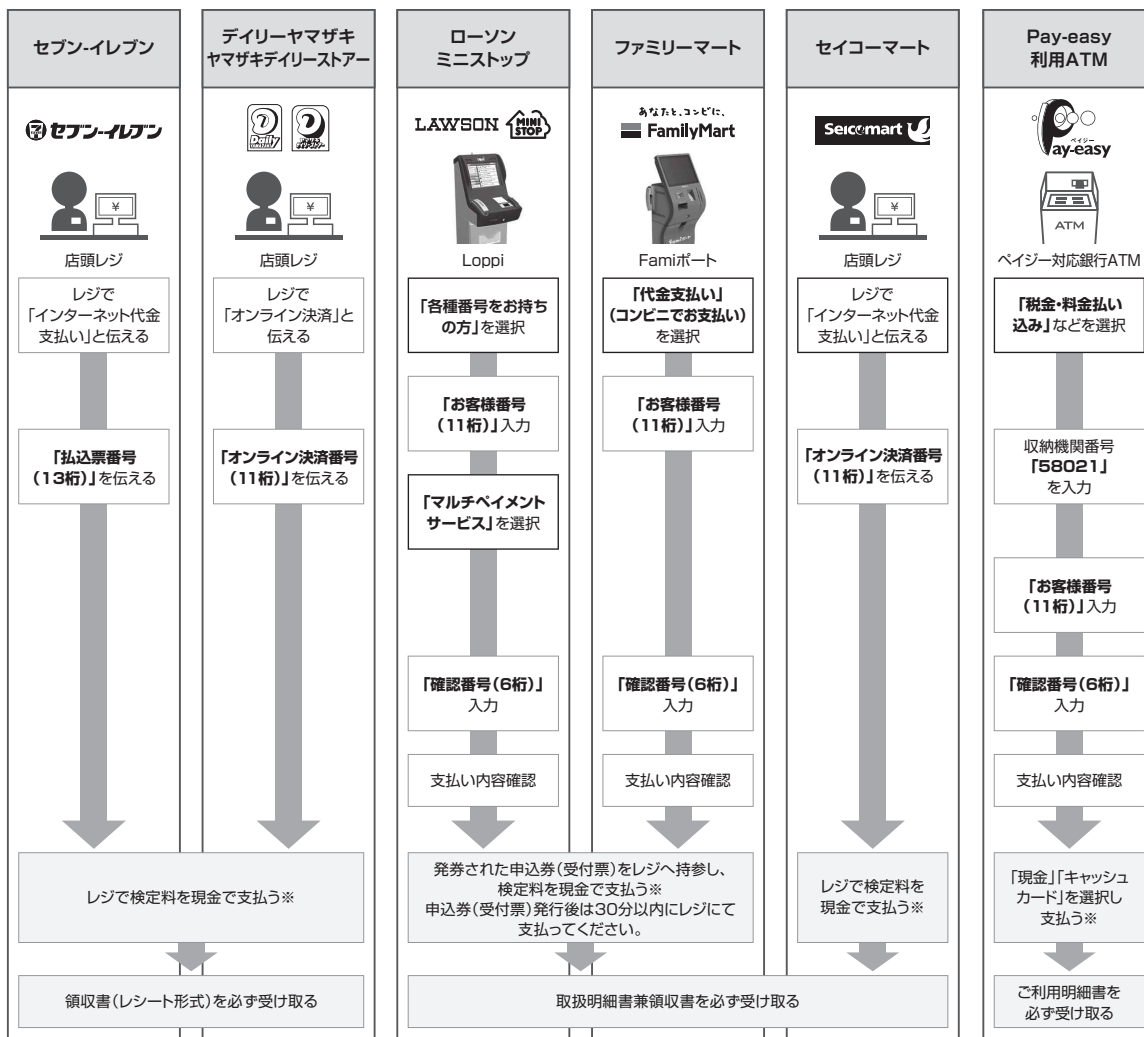 セブン-イレブン
セブン-イレブン
店頭レジ
レジで
「インターネット代金
支払い」と伝える
「払込票番号
(13桁)」を伝える
デイリーヤマザキ
ヤマザキデイリーストアー
Daily
店頭レジ
レジで
「オンライン決済」と
伝える
「オンライン決済番号
(11桁)」を伝える
レジで検定料を現金で支払う※
領収書(レシート形式)を必ず受け取る
ローソン
ミニストップ
LAWSON
MINI
STOP
Loppi
「各種番号をお持ち
の方」を選択
「お客様番号
(11桁)」入力
「マルチペイメント
サービス」を選択
「確認番号(6桁)」
入力
支払い内容確認
ファミリーマート
あなたと、コンビに、
FamilyMart
Famiポート
「代金支払い」
(コンビニでお支払い)
を選択
「お客様番号
(11桁)」入力
「確認番号(6桁)」
入力
支払い内容確認
発券された申込券(受付票)をレジへ持参し、
検定料を現金で支払う※
申込券(受付票)発行後は30分以内にレジにて
支払ってください。
セイコーマート
Seicomart
店頭レジ
レジで
「インターネット代金
支払い」と伝える
「オンライン決済番号
(11桁)」を伝える
レジで検定料を
現金で支払う※
取扱明細書兼領収書を必ず受け取る
Pay-easy
利用ATM
ペイジー
Pay-easy
ATM
ペイジー対応銀行ATM
「税金・料金払い
込み」などを選択
収納機関番号
「58021」
を入力
「お客様番号
(11桁)」入力
「確認番号(6桁)」
入力
支払い内容確認
「現金」「キャッシュ
カード」を選択し
支払う※
ご利用明細書を
必ず受け取る